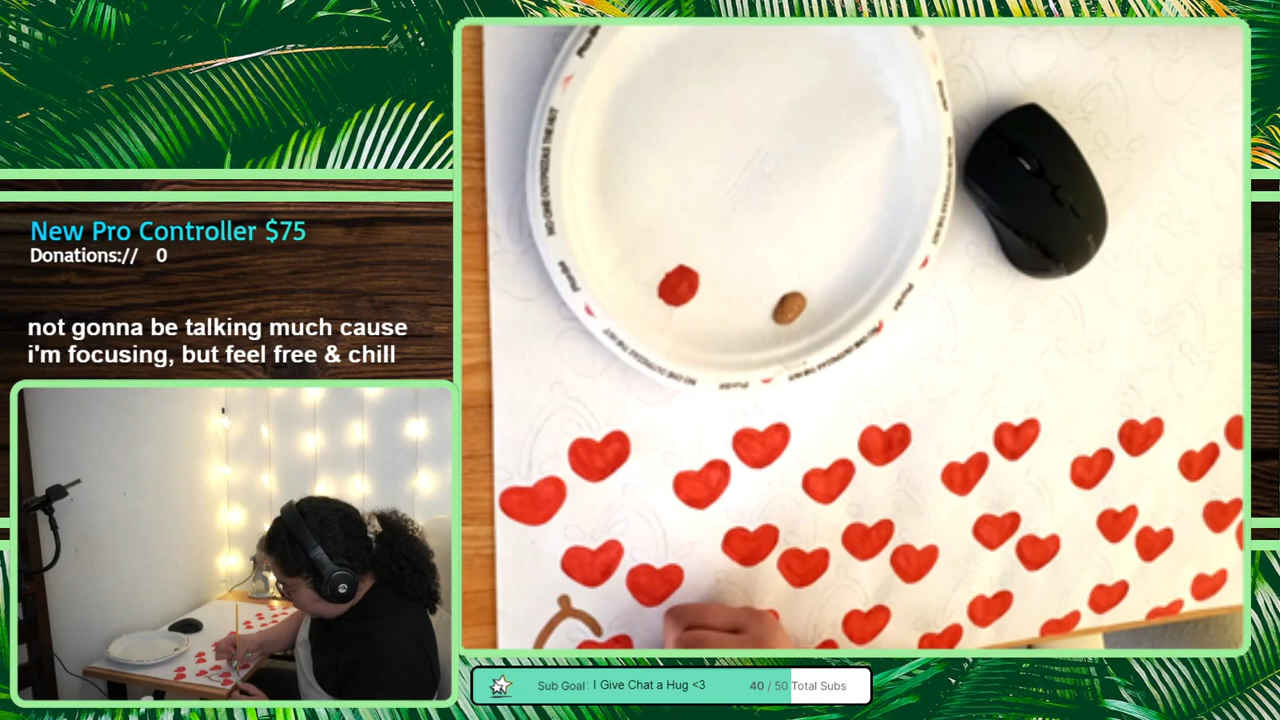 New Pro Controller $75
Donations:// 0
not gonna be talking much cause
i'm focusing, but feel free & chill
Sub Goal: I Give Chat a Hug <3 40 / 50 Total Subs